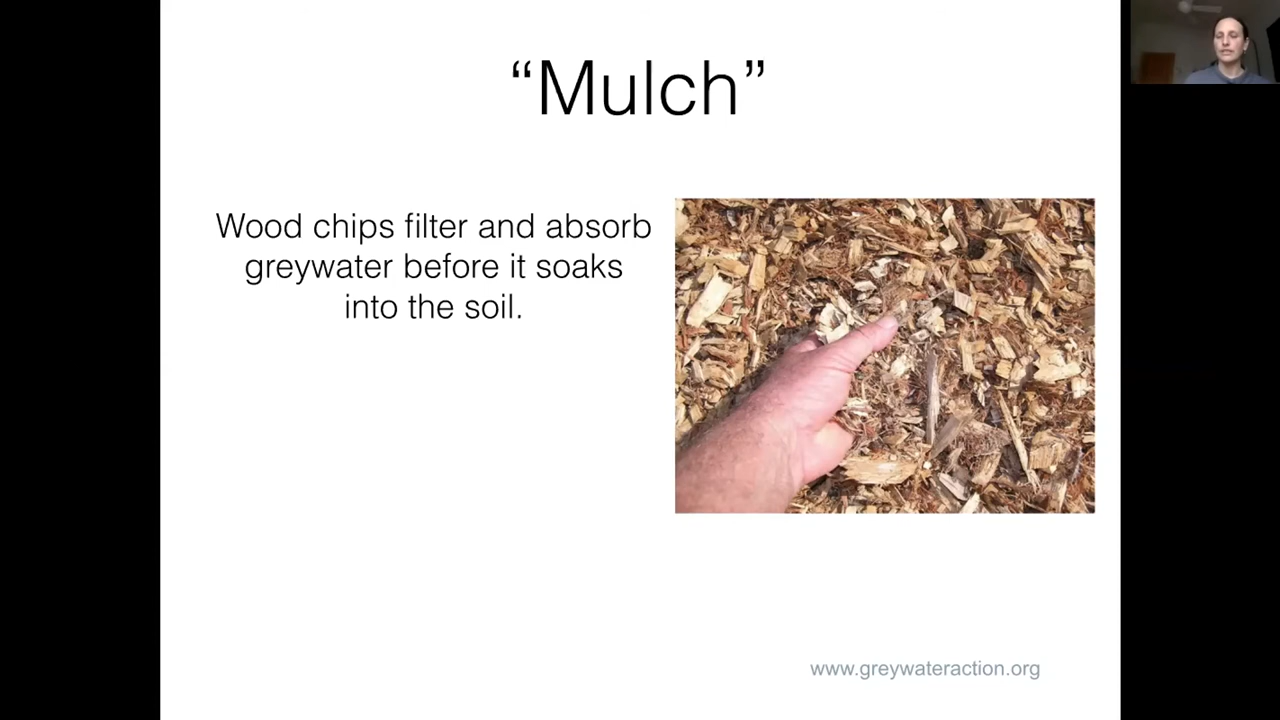 “Mulch”
Wood chips filter and absorb
greywater before it soaks
into the soil.
www.greywateraction.org